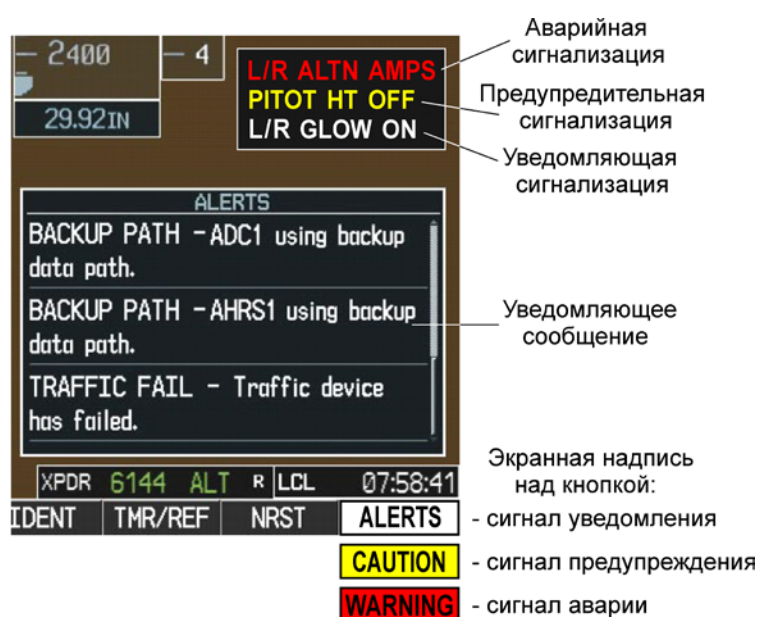 2400
4
29.92IN
L/R ALTN AMPS
PITOT HT OFF
L/R GLOW ON
Аварийная
сигнализация
Предупредительная
сигнализация
Уведомляющая
сигнализация
ALERTS
BACKUP PATH - ADC1 using backup
data path.
BACKUP PATH - AHRS1 using backup
data path.
TRAFFIC FAIL - Traffic device
has failed.
Уведомляющее
сообщение
XPDR 6144 ALT R LCL 07:58:41
IDENT TMR/REF NRST ALERTS
Экранная надпись
над кнопкой:
- сигнал уведомления
CAUTION - сигнал предупреждения
WARNING - сигнал аварии